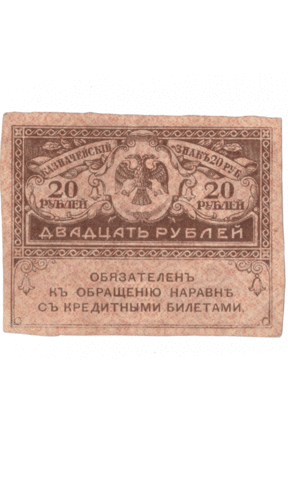 КАЗНАЧЕЙСКІЙ ЗНАКЪ 20 РУБ.
20 РУБЛЕЙ
20 РУБЛЕЙ
ДВАДЦАТЬ РУБЛЕЙ
ОБЯЗАТЕЛЕНЪ
КЪ ОБРАЩЕНІЮ НАРАВНѢ
СЪ КРЕДИТНЫМИ БИЛЕТАМИ.